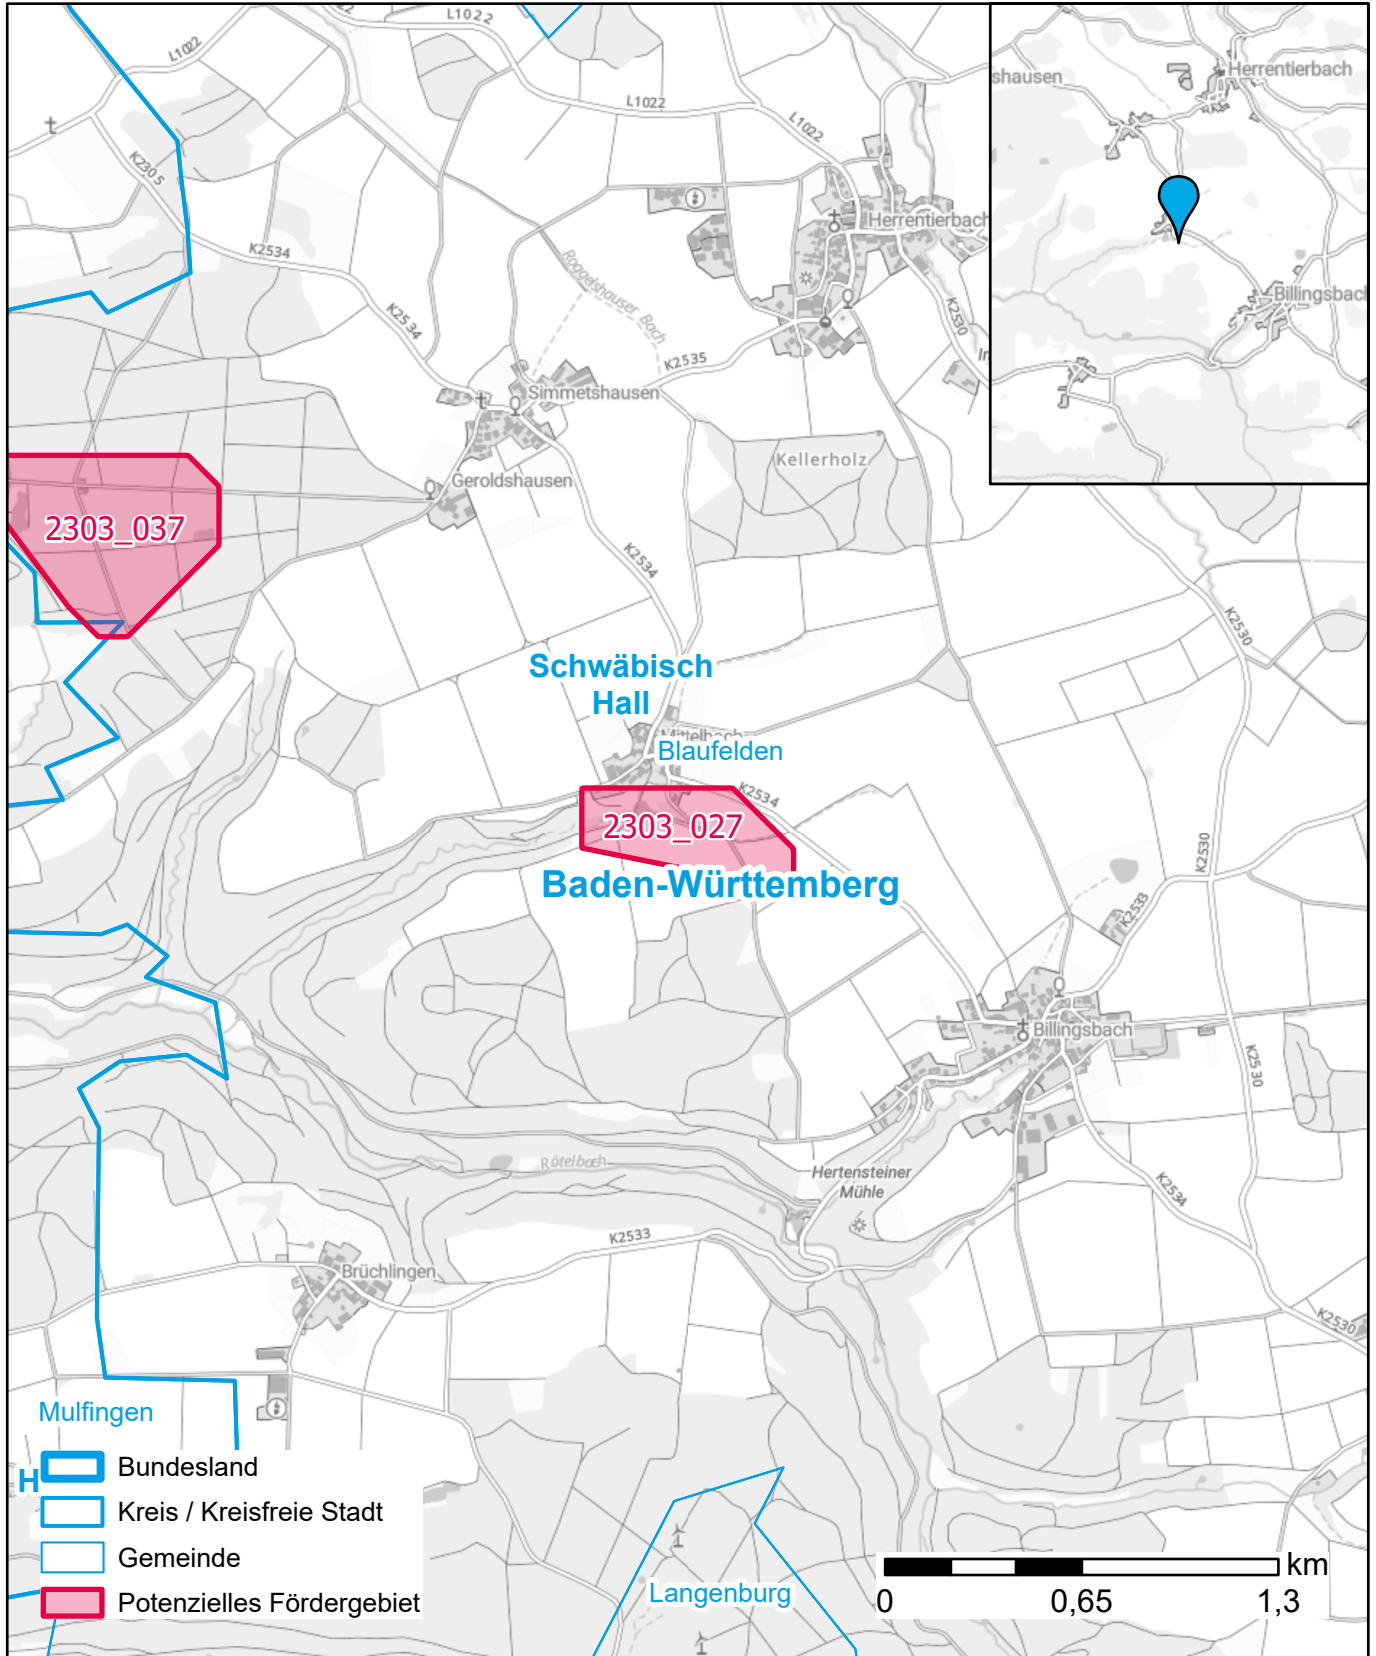 L1022
L1022
L1022
L1022
K2305
K2534
K2534
Roggelshauser Bach
Herrentierbach
K2530
K2535
Simmetshausen
Geroldshausen
Kellerholz
2303_037
K2534
K2530
Schwäbisch
Hall
Mittelbach
Blaufelden
K2534
2303_027
Baden-Württemberg
K2530
K2533
Billingsbach
K2530
Rötelbach
Hertensteiner
Mühle
K2534
K2533
Brüchlingen
K2530
Mulfingen
H
Bundesland
Kreis / Kreisfreie Stadt
Gemeinde
Potenzielles Fördergebiet
Langenburg
km
0
0,65
1,3
shausen
Herrentierbach
Billingsbach